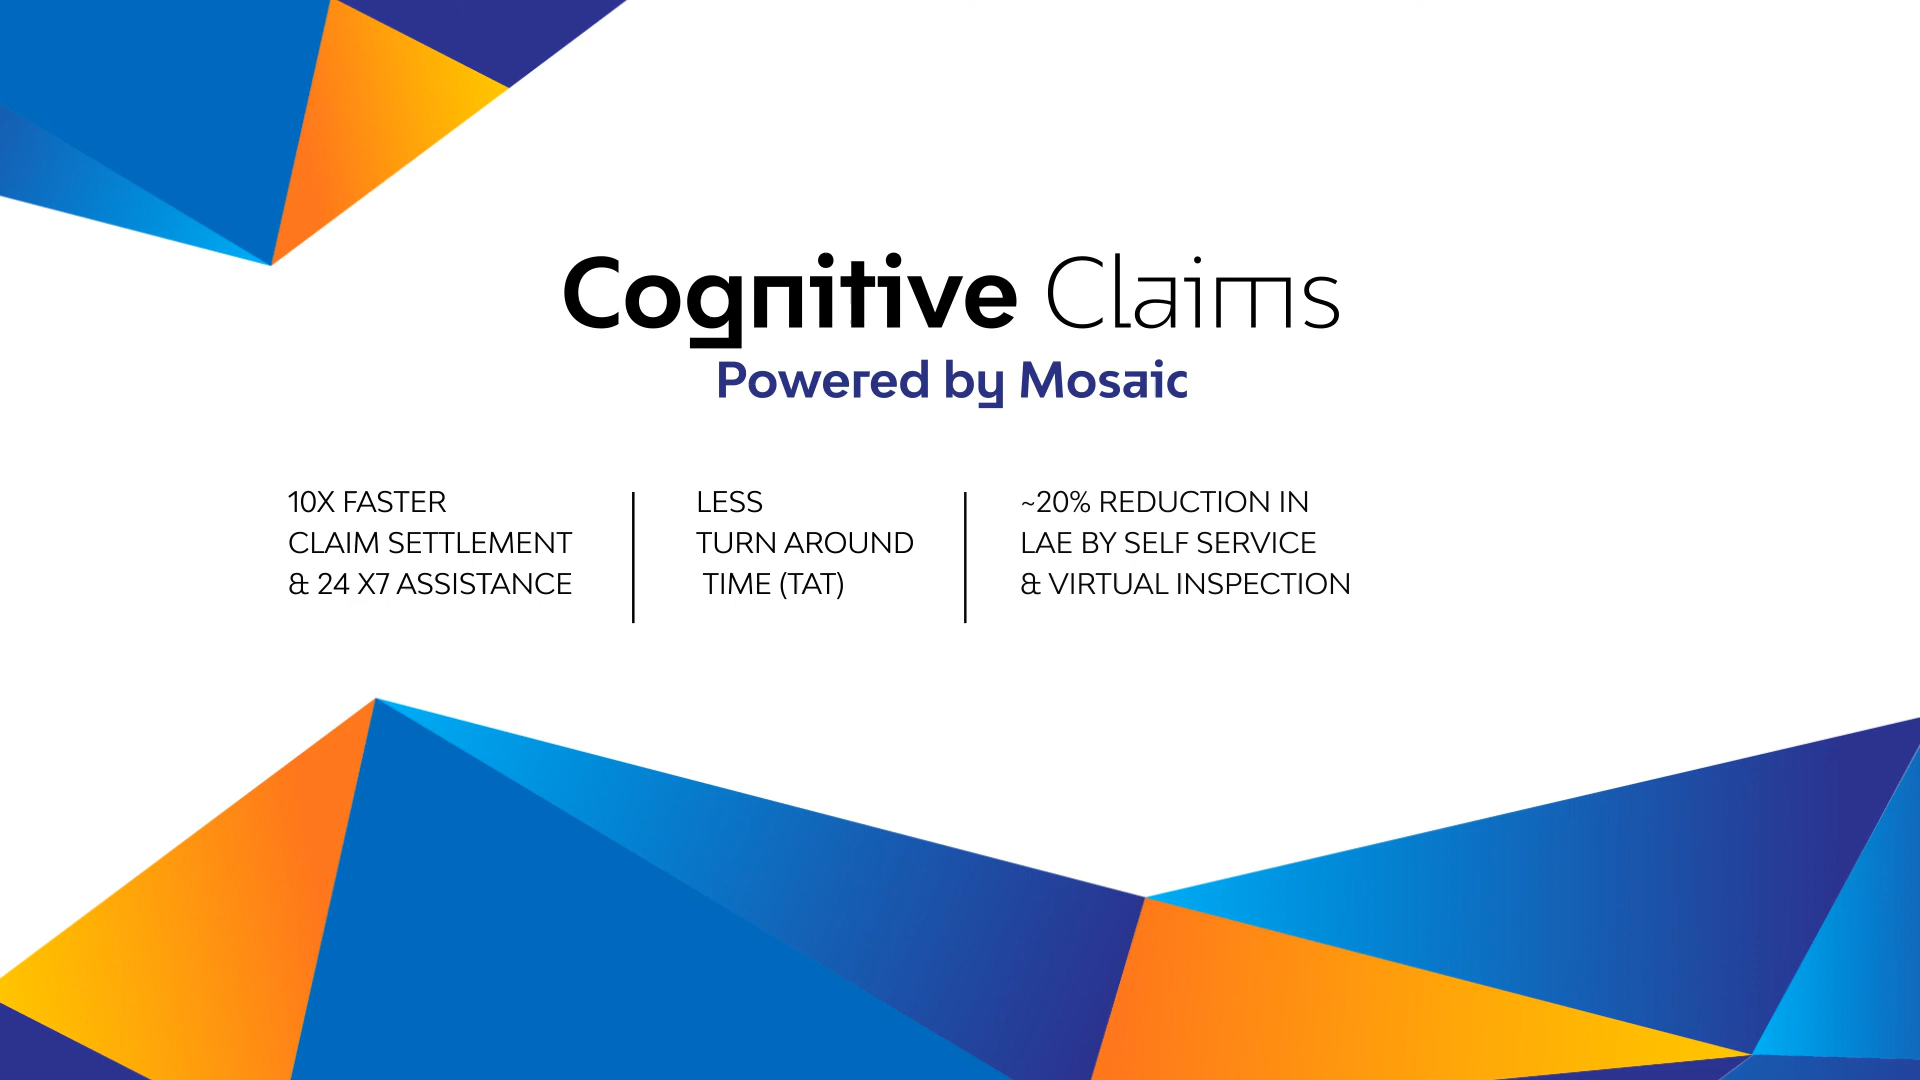 Cognitive Claims
Powered by Mosaic
10X FASTER
CLAIM SETTLEMENT
& 24 X7 ASSISTANCE
LESS
TURN AROUND
TIME (TAT)
~20% REDUCTION IN
LAE BY SELF SERVICE
& VIRTUAL INSPECTION